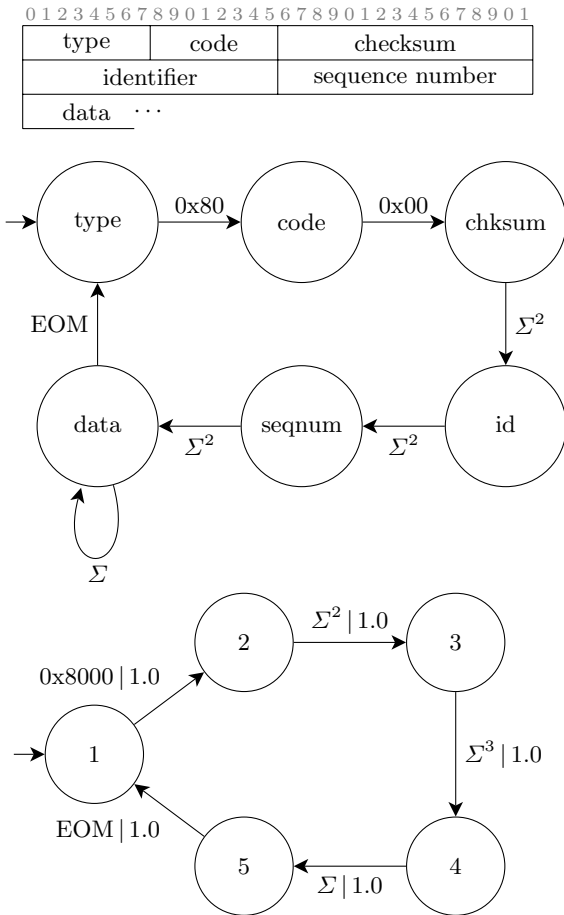 0 1 2 3 4 5 6 7 8 9 0 1 2 3 4 5 6 7 8 9 0 1 2 3 4 5 6 7 8 9 0 1
type code checksum
identifier sequence number
data ···
type 0x80 code 0x00 chksum
EOM Σ²
data Σ² seqnum Σ² id
Σ
2 Σ² | 1.0 3
0x8000 | 1.0
1 Σ³ | 1.0
EOM | 1.0
5 Σ | 1.0 4